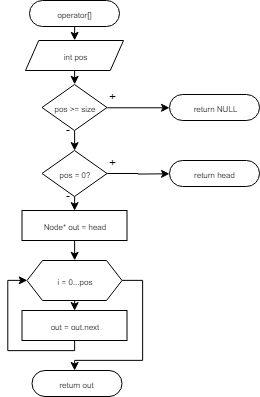 operator[]
int pos
pos >= size
+
return NULL
-
pos = 0?
+
return head
-
Node* out = head
i = 0...pos
out = out.next
return out